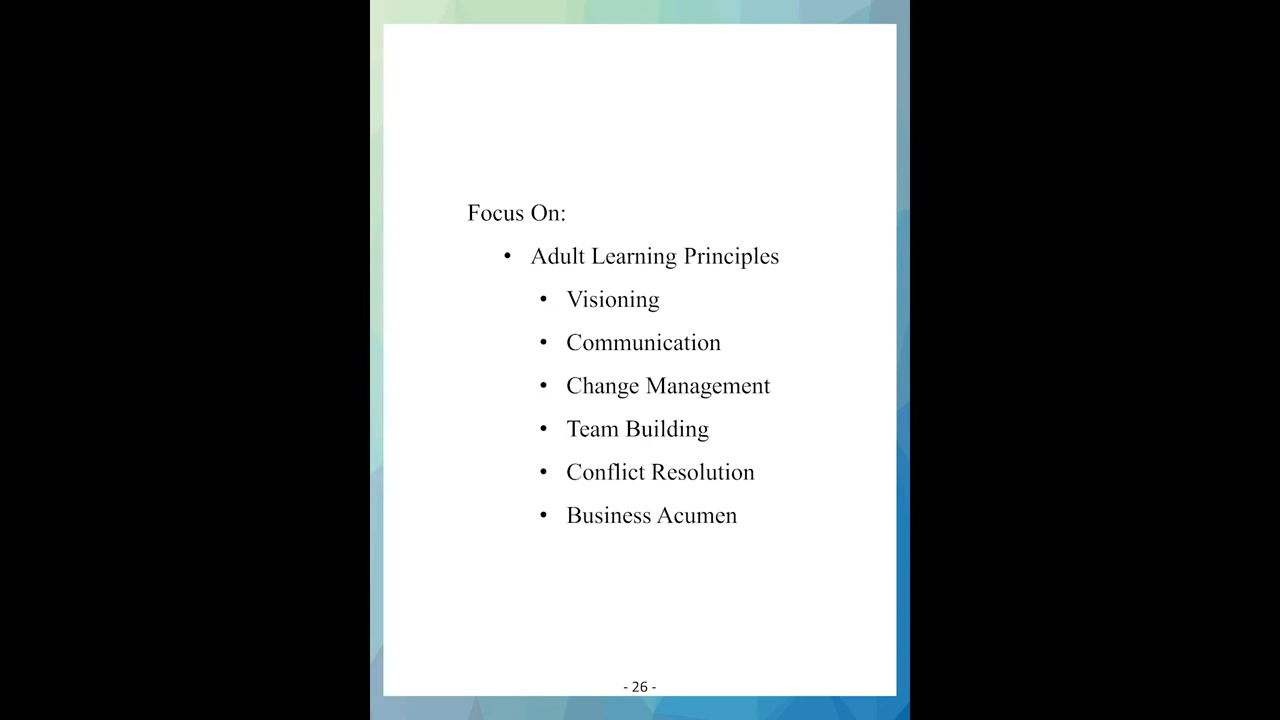 Focus On:
• Adult Learning Principles
• Visioning
• Communication
• Change Management
• Team Building
• Conflict Resolution
• Business Acumen
- 26 -